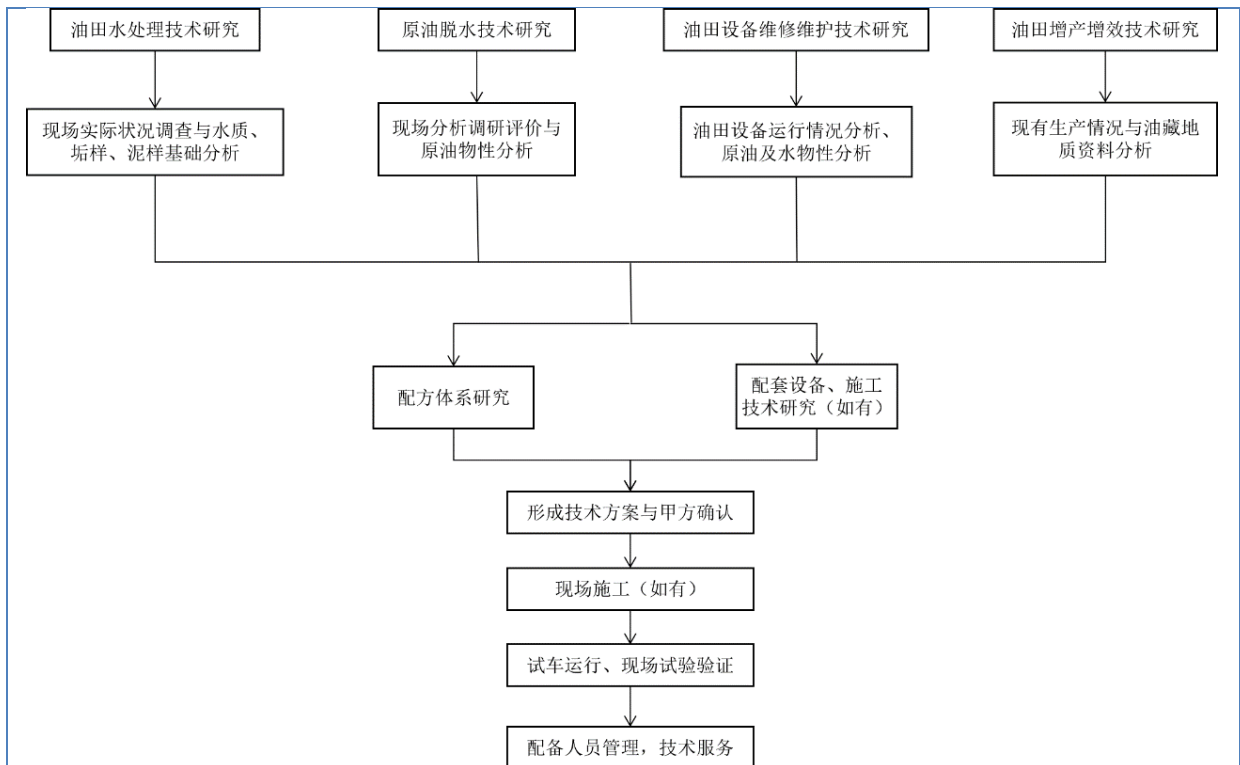 油田水处理技术研究
原油脱水技术研究
油田设备维修维护技术研究
油田增产增效技术研究
现场实际状况调查与水质、
垢样、泥样基础分析
现场分析调研评价与
原油物性分析
油田设备运行情况分析、
原油及水物性分析
现有生产情况与油藏地
质资料分析
配方体系研究
配套设备、施工
技术研究（如有）
形成技术方案与甲方确认
现场施工（如有）
试车运行、现场试验验证
配备人员管理，技术服务